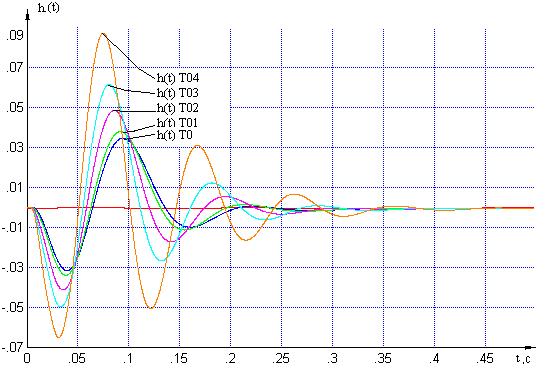 h(t)
.09
.07
h(t) T04
h(t) T03
.05
h(t) T02
h(t) T01
h(t) T0
.03
.01
-.01
-.03
-.05
-.07
0 .05 .1 .15 .2 .25 .3 .35 .4 .45 t,c